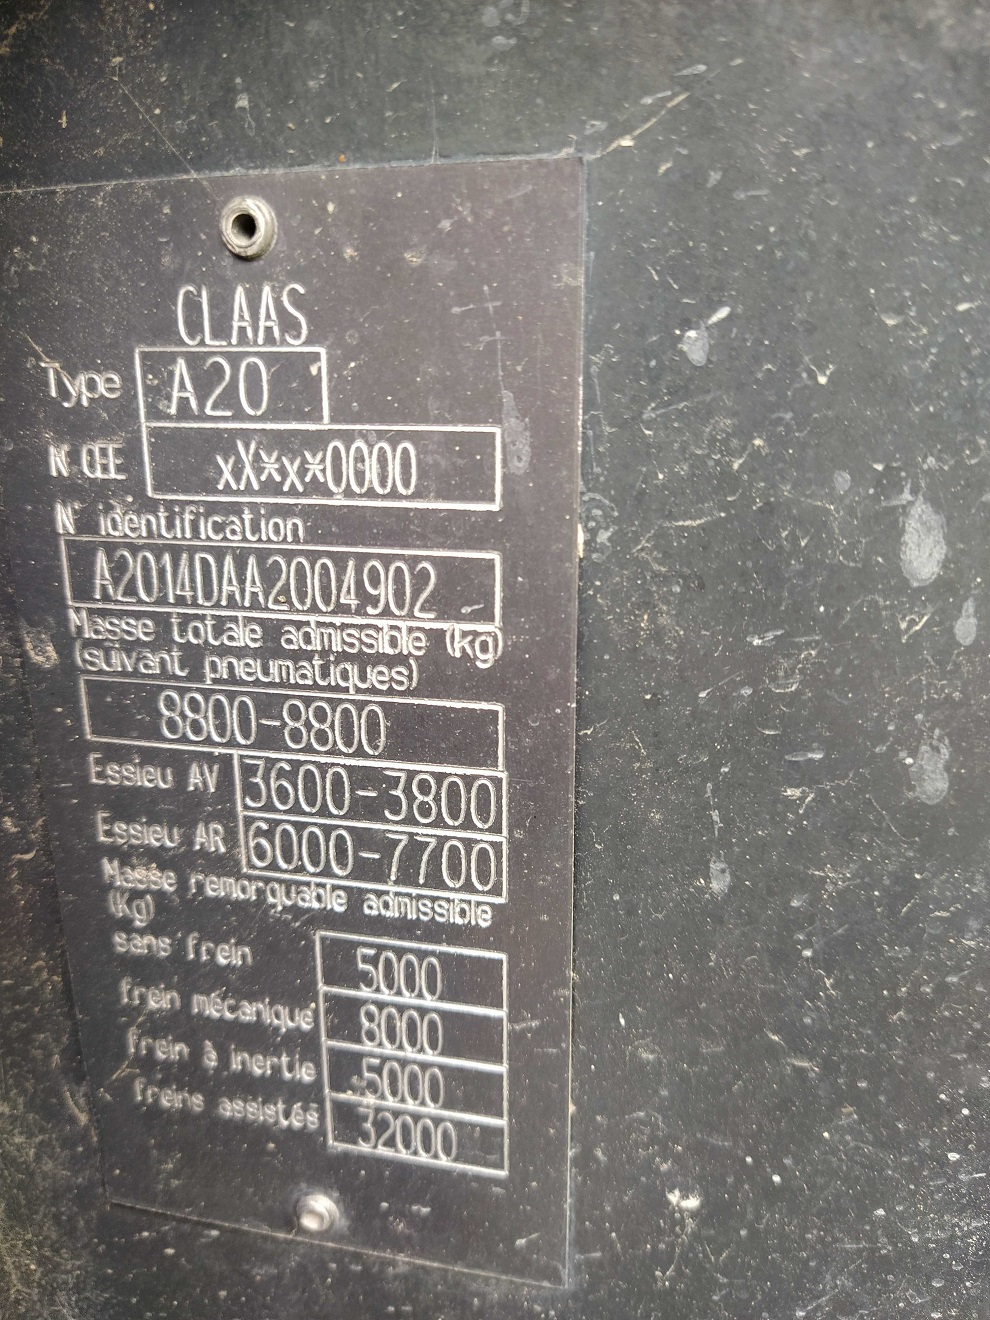 CLAAS
Type A20
N° CEE xX*x*0000
N° identification
A2014DAA2004902
Masse totale admissible (kg)
(suivant pneumatiques)
8800-8800
Essieu AV 3600-3800
Essieu AR 6000-7700
Masse remorquable admissible
(Kg)
sans frein 5000
frein mécanique 8000
frein à inertie 5000
freins assistés 32000